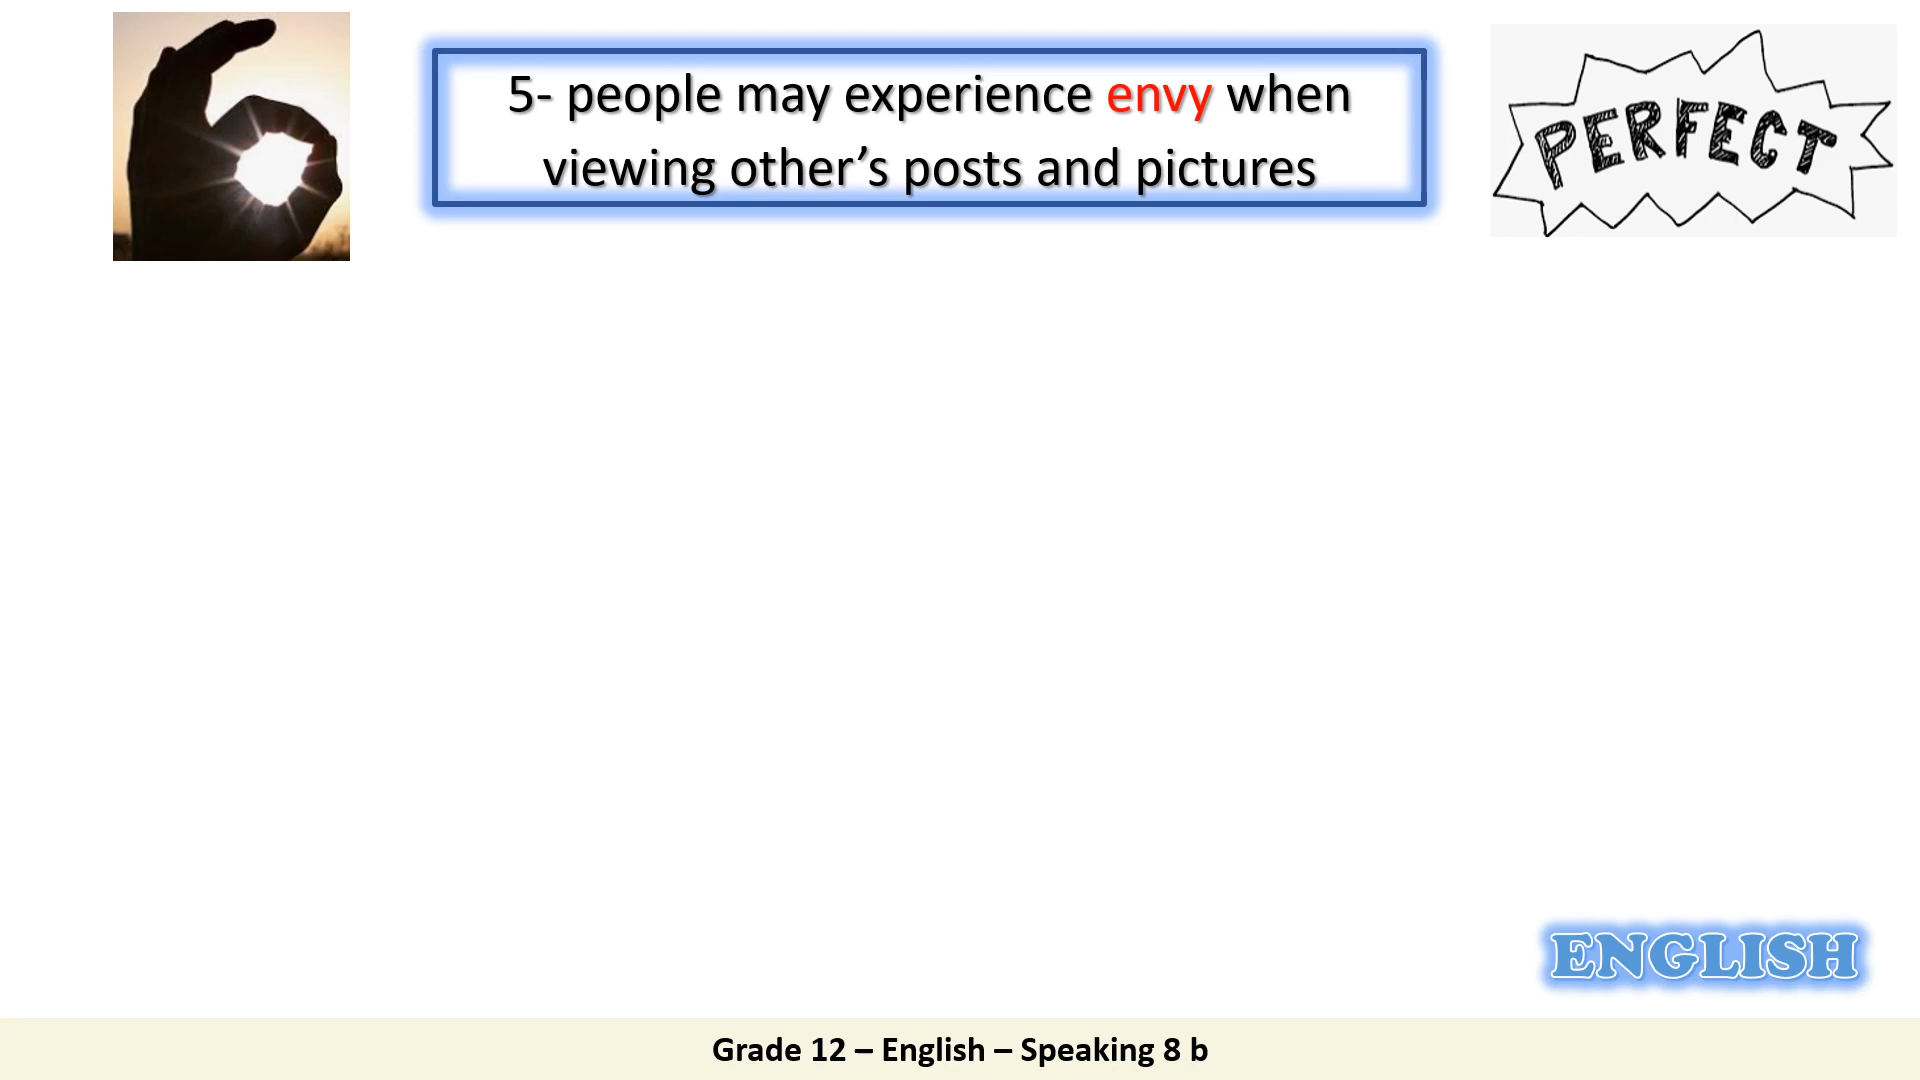 5- people may experience envy when
viewing other’s posts and pictures
PERFECT
ENGLISH
Grade 12 – English – Speaking 8 b